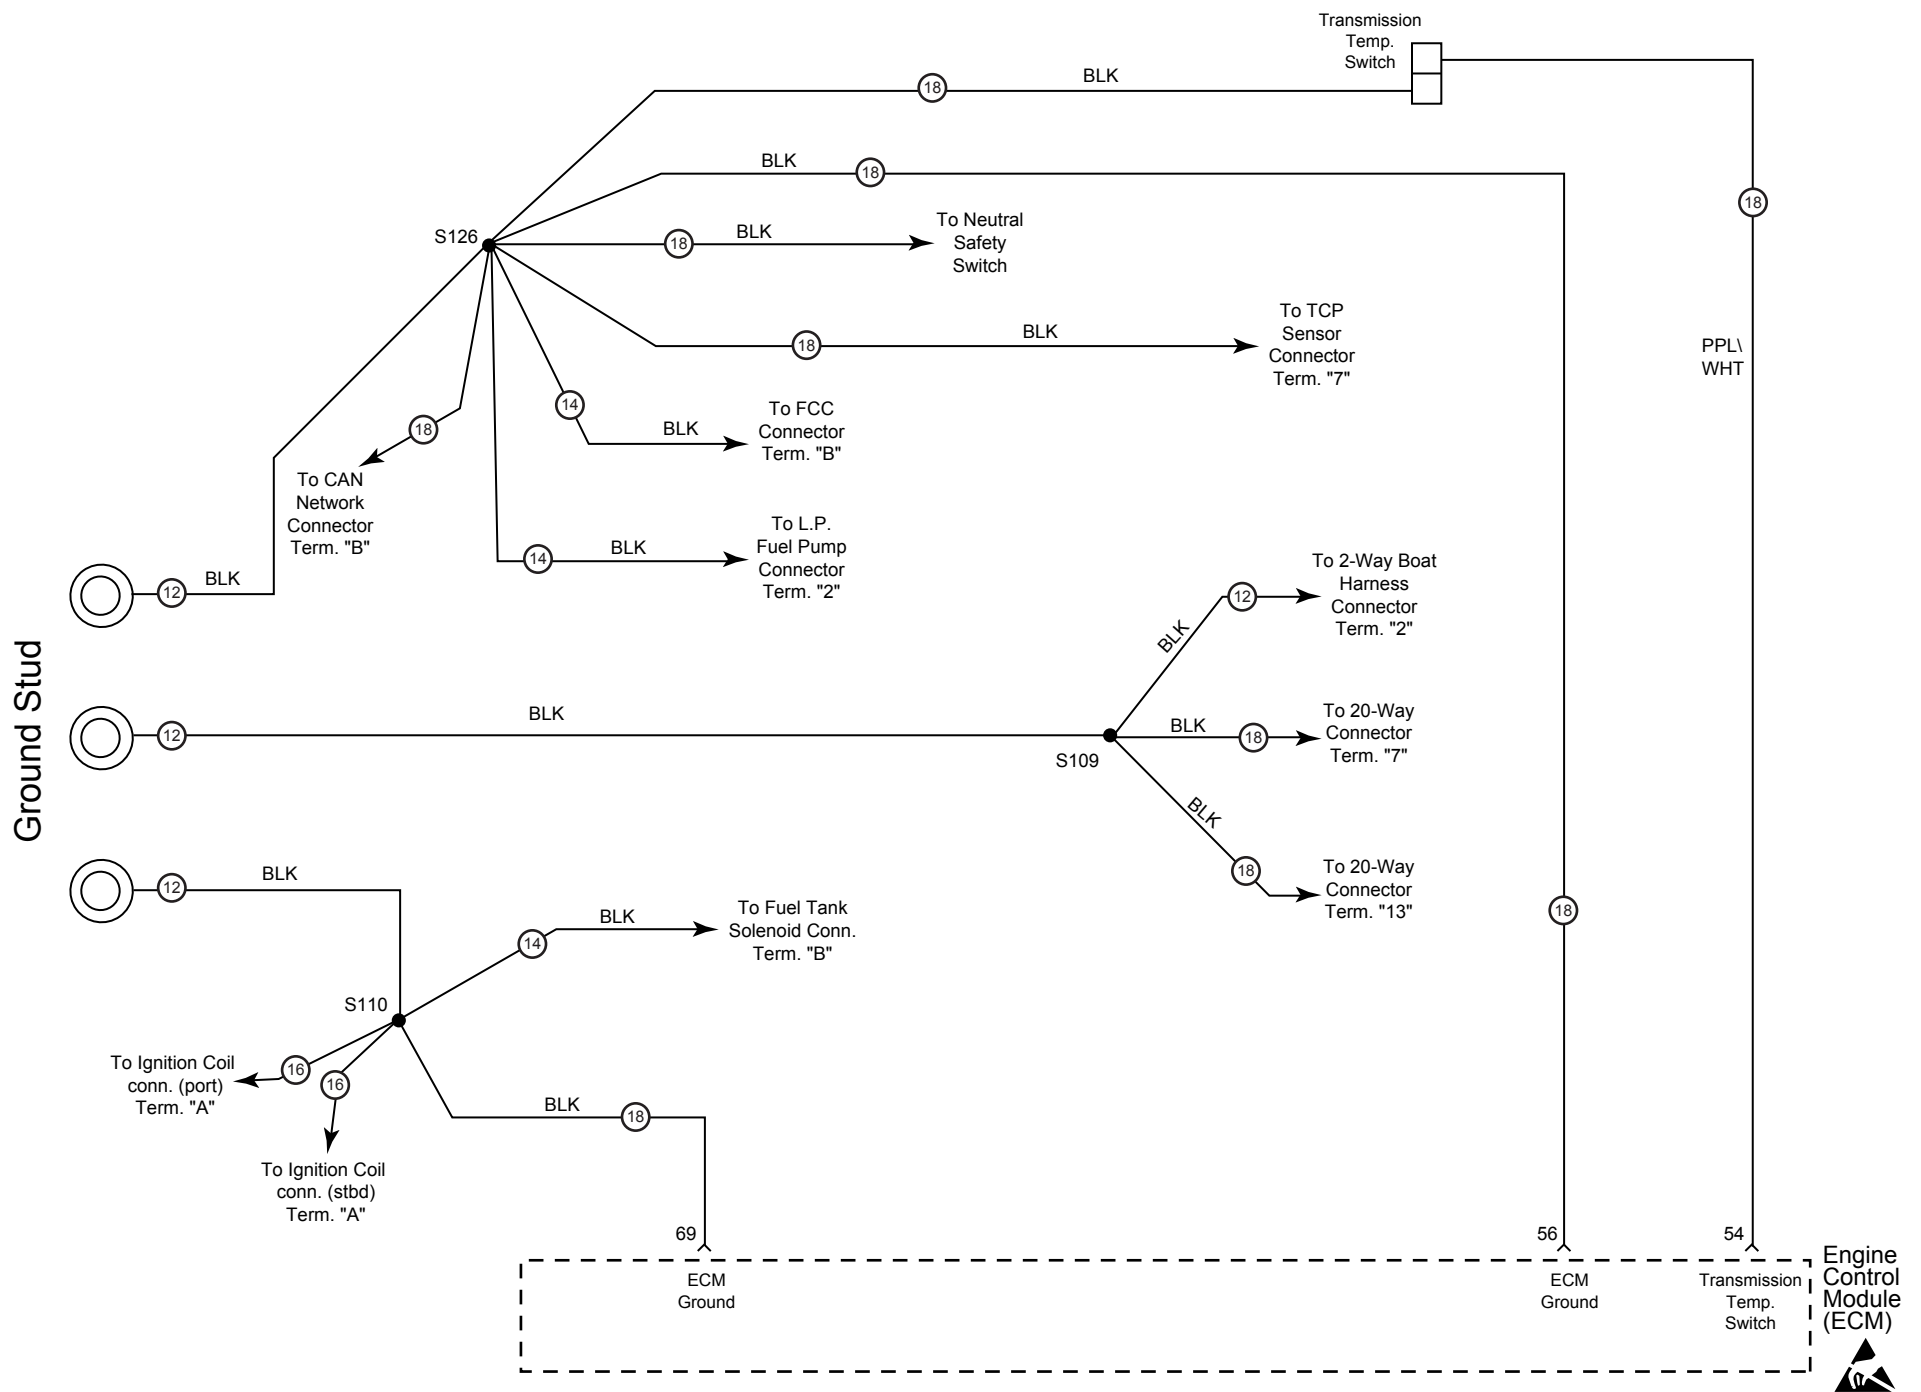 Transmission
Temp.
Switch
BLK
18
BLK
18
18
S126
18
BLK
To Neutral
Safety
Switch
18
BLK
To TCP
Sensor
Connector
Term. "7"
PPL\
WHT
14
BLK
To FCC
Connector
Term. "B"
18
To CAN
Network
Connector
Term. "B"
14
BLK
To L.P.
Fuel Pump
Connector
Term. "2"
12
BLK
Ground Stud
12
BLK
S109
BLK
12
To 2-Way Boat
Harness
Connector
Term. "2"
BLK
18
To 20-Way
Connector
Term. "7"
BLK
18
To 20-Way
Connector
Term. "13"
18
12
BLK
14
BLK
To Fuel Tank
Solenoid Conn.
Term. "B"
S110
16
To Ignition Coil
conn. (port)
Term. "A"
16
To Ignition Coil
conn. (stbd)
Term. "A"
BLK
18
69
56
54
ECM
Ground
ECM
Ground
Transmission
Temp.
Switch
Engine
Control
Module
(ECM)